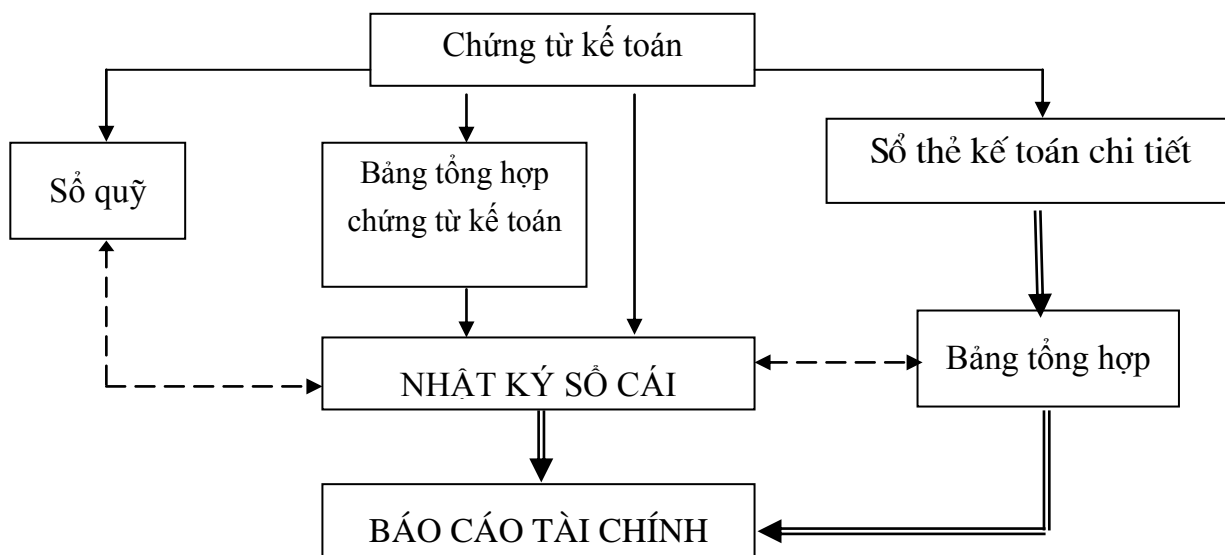 Chứng từ kế toán
Sổ thẻ kế toán chi tiết
Sổ quỹ
Bảng tổng hợp
chứng từ kế toán
Bảng tổng hợp
NHẬT KÝ SỔ CÁI
BÁO CÁO TÀI CHÍNH